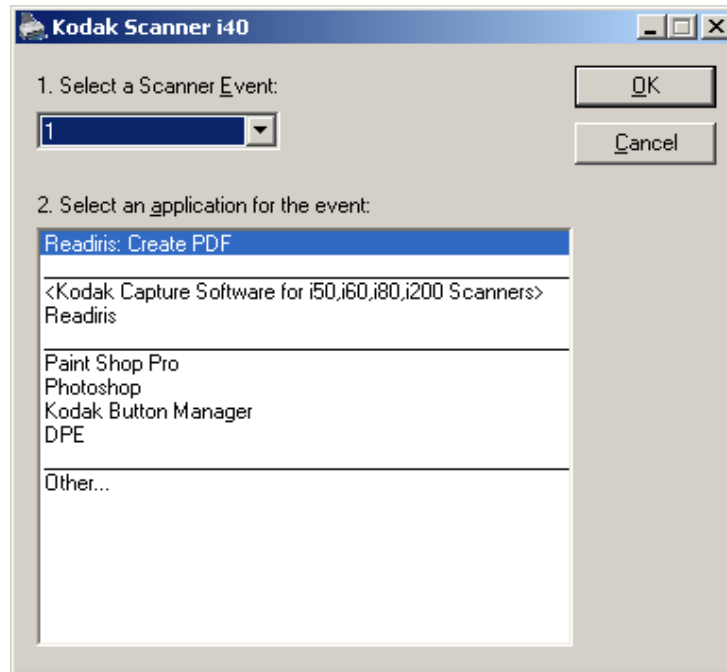 Kodak Scanner i40
1. Select a Scanner Event:
OK
1
Cancel
2. Select an application for the event:
Readiris: Create PDF
<Kodak Capture Software for i50,i60,i80,i200 Scanners>
Readiris
Paint Shop Pro
Photoshop
Kodak Button Manager
DPE
Other...